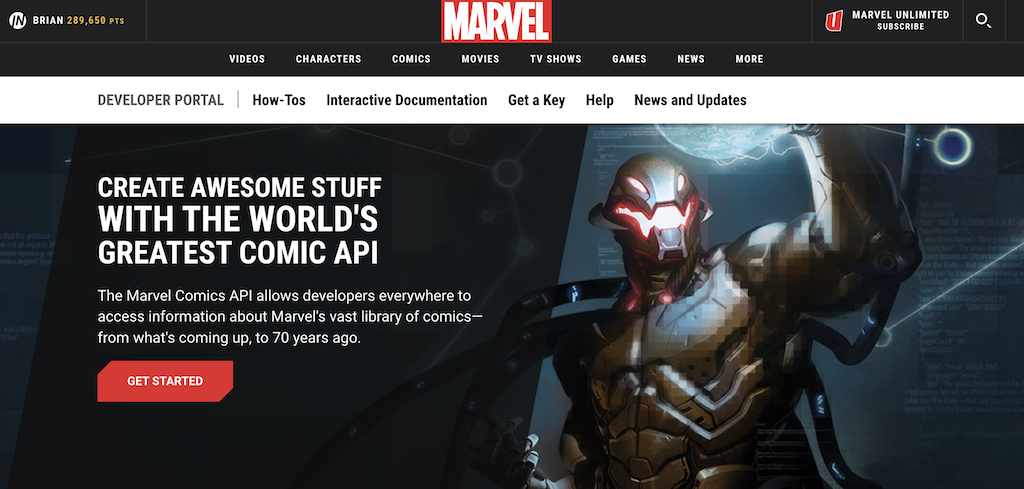 BRIAN 289,650 PTS
MARVEL
MARVEL UNLIMITED
SUBSCRIBE
VIDEOS CHARACTERS COMICS MOVIES TV SHOWS GAMES NEWS MORE
DEVELOPER PORTAL How-Tos Interactive Documentation Get a Key Help News and Updates
CREATE AWESOME STUFF
WITH THE WORLD'S
GREATEST COMIC API
The Marvel Comics API allows developers everywhere to
access information about Marvel's vast library of comics—
from what's coming up, to 70 years ago.
GET STARTED